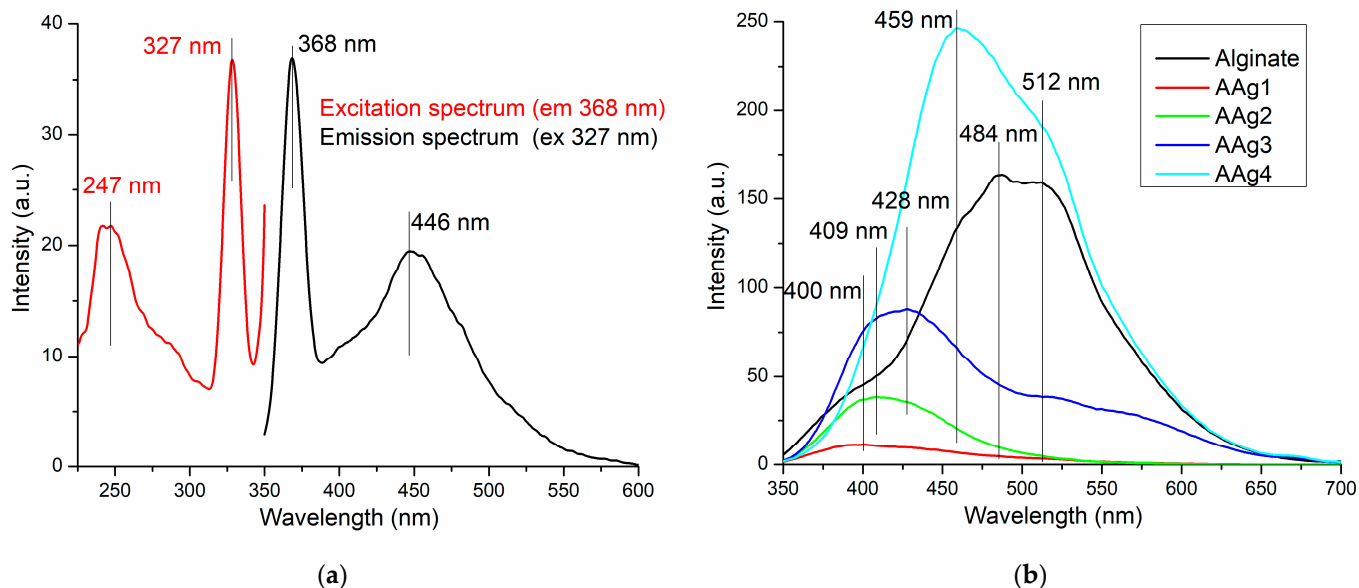 40
30
20
10
0
250
300
350
400
450
500
550
600
Intensity (a.u.)
Wavelength (nm)
327 nm
368 nm
Excitation spectrum (em 368 nm)
Emission spectrum (ex 327 nm)
247 nm
446 nm
(a)
250
200
150
100
50
0
350
400
450
500
550
600
650
700
Intensity (a.u.)
Wavelength (nm)
459 nm
512 nm
484 nm
428 nm
409 nm
400 nm
Alginate
AAg1
AAg2
AAg3
AAg4
(b)